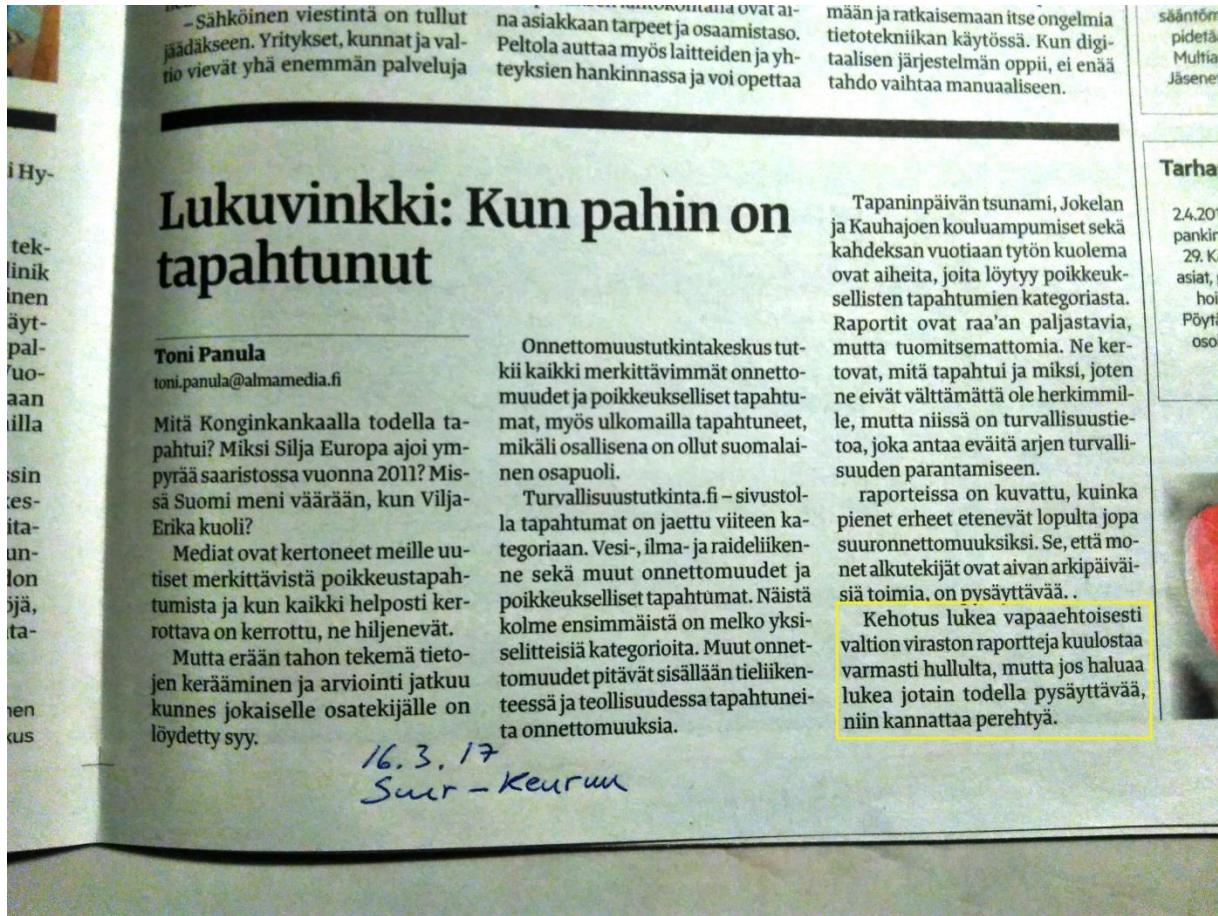 –Sähköinen viestintä on tullut
jäädäkseen. Yritykset, kunnat ja val-
tio vievät yhä enemmän palveluja
na asiakkaan tarpeet ja osaamistaso.
Peltola auttaa myös laitteiden ja yh-
teyksien hankinnassa ja voi opettaa
mään ja ratkaisemaan itse ongelmia
tietotekniikan käytössä. Kun digi-
taalisen järjestelmän oppii, ei enää
tahdo vaihtaa manuaaliseen.
Lukuvinkki: Kun pahin on
tapahtunut
Toni Panula
toni.panula@almamedia.fi
Mitä Konginkankaalla todella ta-
pahtui? Miksi Silja Europa ajoi ym-
pyrää saaristossa vuonna 2011? Mis-
sä Suomi meni väärään, kun Vilja-
Erika kuoli?
Mediat ovat kertoneet meille uu-
tiset merkittävistä poikkeustapah-
tumista ja kun kaikki helposti ker-
rottava on kerrottu, ne hiljenevät.
Mutta erään tahon tekemä tieto-
jen kerääminen ja arviointi jatkuu
kunnes jokaiselle osatekijälle on
löydetty syy.
Onnettomuustutkintakeskus tut-
kii kaikki merkittävimmät onnetto-
muudet ja poikkeukselliset tapahtu-
mat, myös ulkomailla tapahtuneet,
mikäli osallisena on ollut suomalai-
nen osapuoli.
Turvallisuustutkinta.fi – sivustol-
la tapahtumat on jaettu viiteen ka-
tegoriaan. Vesi-, ilma- ja raideliiken-
ne sekä muut onnettomuudet ja
poikkeukselliset tapahtumat. Näistä
kolme ensimmäistä on melko yksi-
selitteisiä kategorioita. Muut onnet-
tomuudet pitävät sisällään tieliiken-
teessä ja teollisuudessa tapahtunei-
ta onnettomuuksia.
Tapaninpäivän tsunami, Jokelan
ja Kauhajoen kouluampumiset sekä
kahdeksan vuotiaan tytön kuolema
ovat aiheita, joita löytyy poikkeuk-
sellisten tapahtumien kategoriasta.
Raportit ovat raa'an paljastavia,
mutta tuomitsemattomia. Ne ker-
tovat, mitä tapahtui ja miksi, joten
ne eivät välttämättä ole herkimmil-
le, mutta niissä on turvallisuustie-
toa, joka antaa eväitä arjen turvalli-
suuden parantamiseen.
raporteissa on kuvattu, kuinka
pienet erheet etenevät lopulta jopa
suuronnettomuuksiksi. Se, että mo-
net alkutekijät ovat aivan arkipäiväi-
siä toimia, on pysäyttävää. .
Kehotus lukea vapaaehtoisesti
valtion viraston raportteja kuulostaa
varmasti hullulta, mutta jos haluaa
lukea jotain todella pysäyttävää,
niin kannattaa perehtyä.
16.3.17
Suur-Keuruu